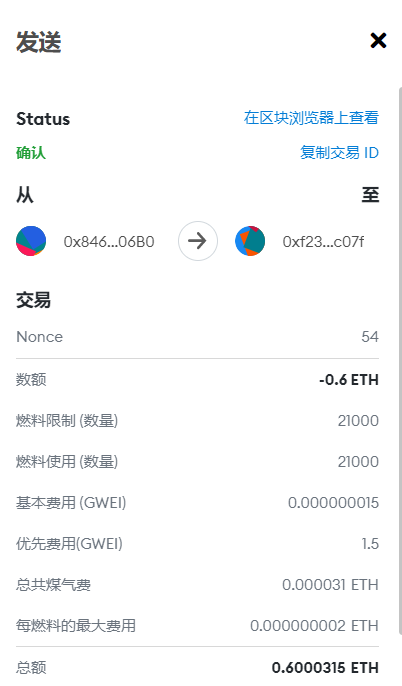 发送
Status 在区块浏览器上查看
确认 复制交易 ID
从 至
0x846...06B0 0xf23...c07f
交易
Nonce 54
数额 -0.6 ETH
燃料限制 (数量) 21000
燃料使用 (数量) 21000
基本费用 (GWEI) 0.000000015
优先费用(GWEI) 1.5
总共煤气费 0.000031 ETH
每燃料的最大费用 0.000000002 ETH
总额 0.6000315 ETH